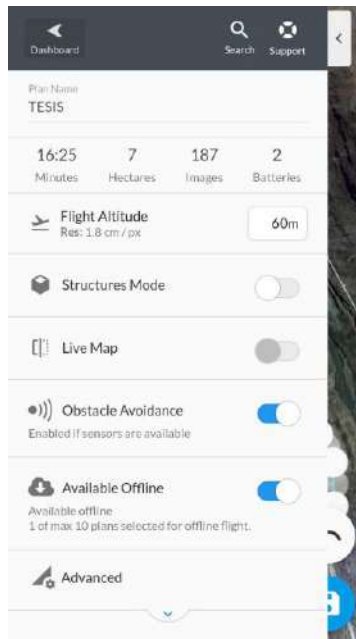 Dashboard
Search
Support
Plan Name
TESIS
16:25 7 187 2
Minutes Hectares Images Batteries
Flight Altitude 60m
Res: 1.8 cm / px
Structures Mode
Live Map
Obstacle Avoidance
Enabled if sensors are available
Available Offline
Available offline
1 of max 10 plans selected for offline flight.
Advanced